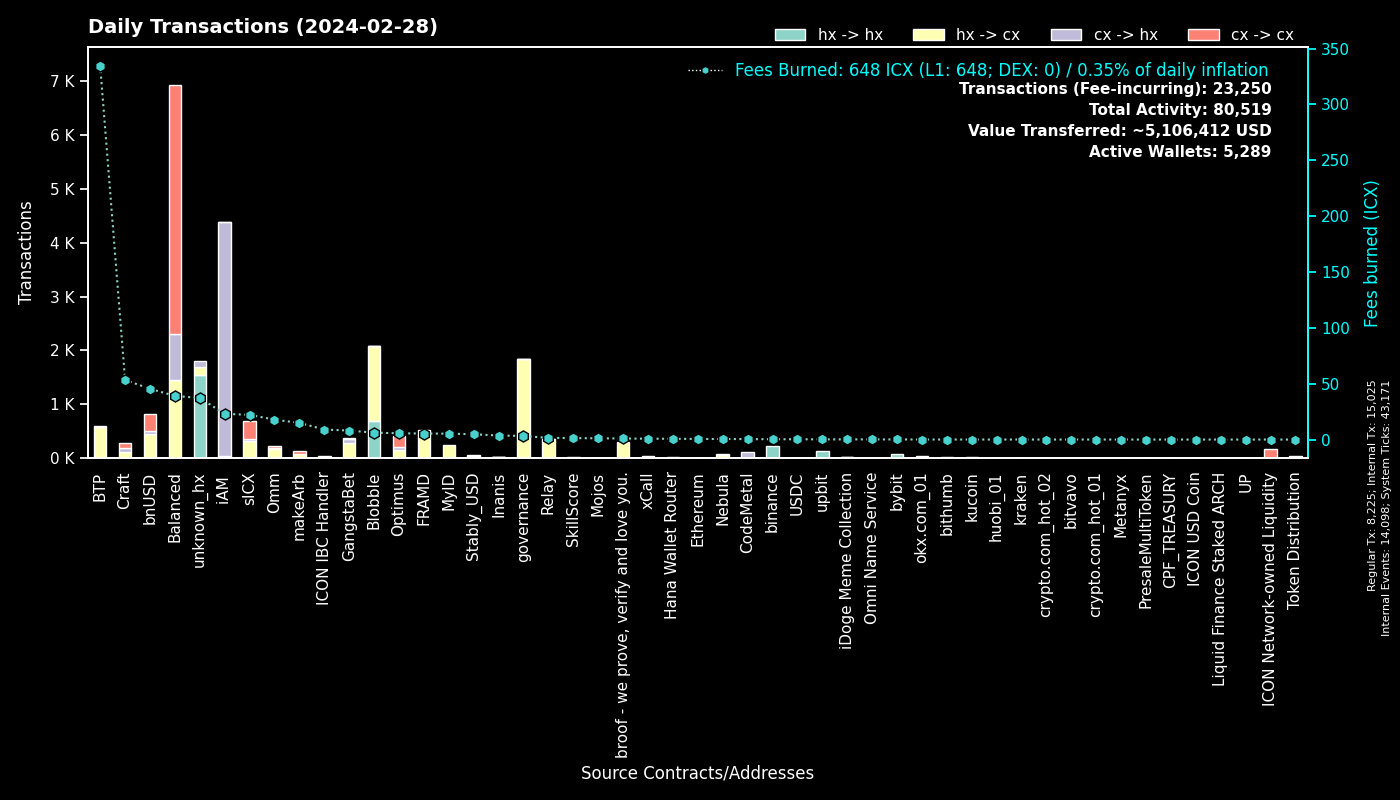 Daily Transactions (2024-02-28)
hx -> hx
hx -> cx
cx -> hx
cx -> cx
Fees Burned: 648 ICX (L1: 648; DEX: 0) / 0.35% of daily inflation
Transactions (Fee-incurring): 23,250
Total Activity: 80,519
Value Transferred: ~5,106,412 USD
Active Wallets: 5,289
Transactions
7 K
6 K
5 K
4 K
3 K
2 K
1 K
0 K
350
300
250
200
150
100
50
0
Fees burned (ICX)
BTP
Craft
bnUSD
Balanced
unknown_hx
iAM
sICX
Omm
makeArb
ICON IBC Handler
GangstaBet
Blobble
Optimus
FRAMD
MyID
Stably_USD
Inanis
governance
Relay
SkillScore
Mojos
broof - we prove, verify and love you.
xCall
Hana Wallet Router
Ethereum
Nebula
CodeMetal
binance
USDC
upbit
iDoge Meme Collection
Omni Name Service
bybit
okx.com_01
bithumb
kucoin
huobi_01
kraken
crypto.com_hot_02
bitvavo
crypto.com_hot_01
Metanyx
PresaleMultiToken
CPF_TREASURY
ICON USD Coin
Liquid Finance Staked ARCH
UP
ICON Network-owned Liquidity
Token Distribution
Source Contracts/Addresses
Regular Tx: 8,225; Internal Tx: 15,025
Internal Events: 14,098; System Ticks: 43,171